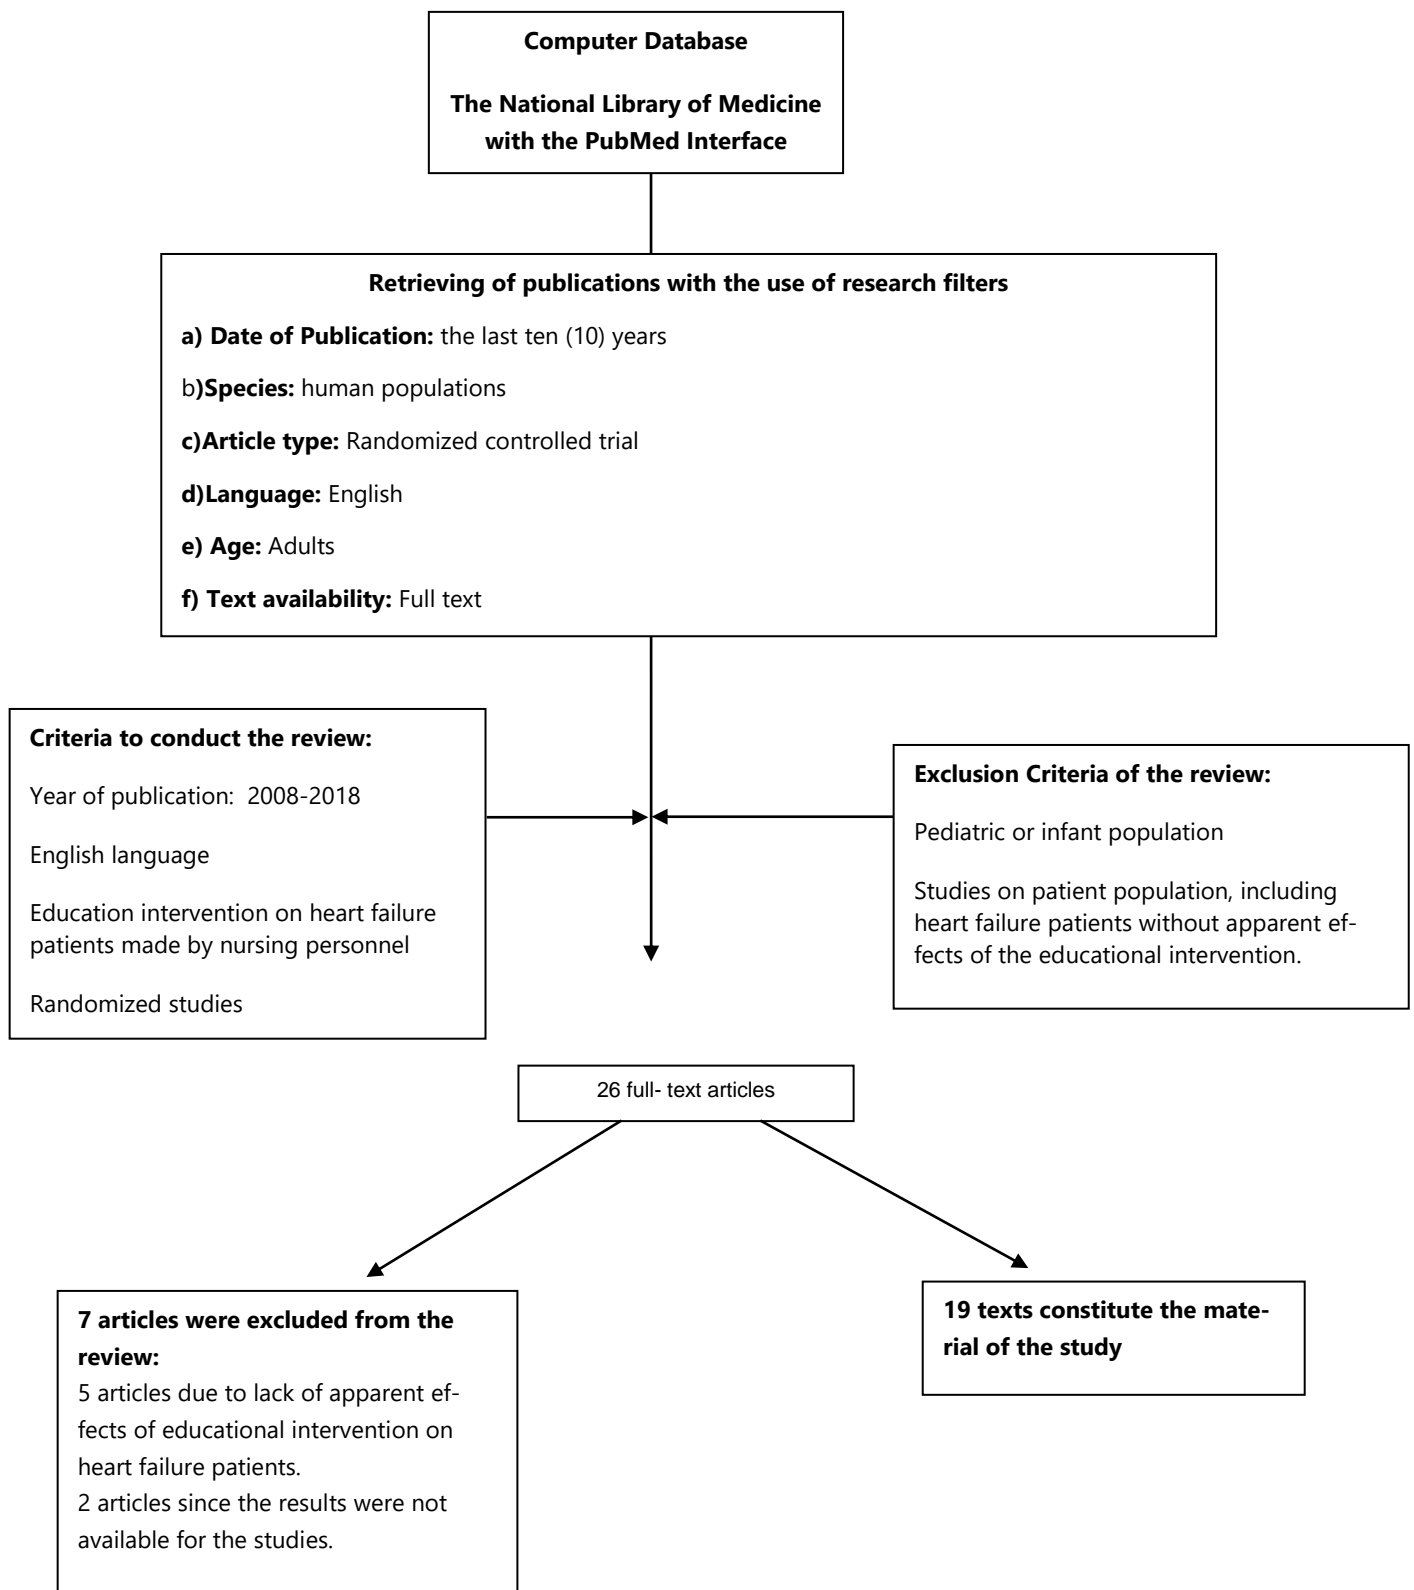 Computer Database
The National Library of Medicine
with the PubMed Interface
Retrieving of publications with the use of research filters
a) Date of Publication: the last ten (10) years
b)Species: human populations
c)Article type: Randomized controlled trial
d)Language: English
e) Age: Adults
f) Text availability: Full text
Criteria to conduct the review:
Year of publication:  2008-2018
English language
Education intervention on heart failure
patients made by nursing personnel
Randomized studies
Exclusion Criteria of the review:
Pediatric or infant population
Studies on patient population, including
heart failure patients without apparent ef-
fects of the educational intervention.
26 full- text articles
7 articles were excluded from the
review:
5 articles due to lack of apparent ef-
fects of educational intervention on
heart failure patients.
2 articles since the results were not
available for the studies.
19 texts constitute the mate-
rial of the study